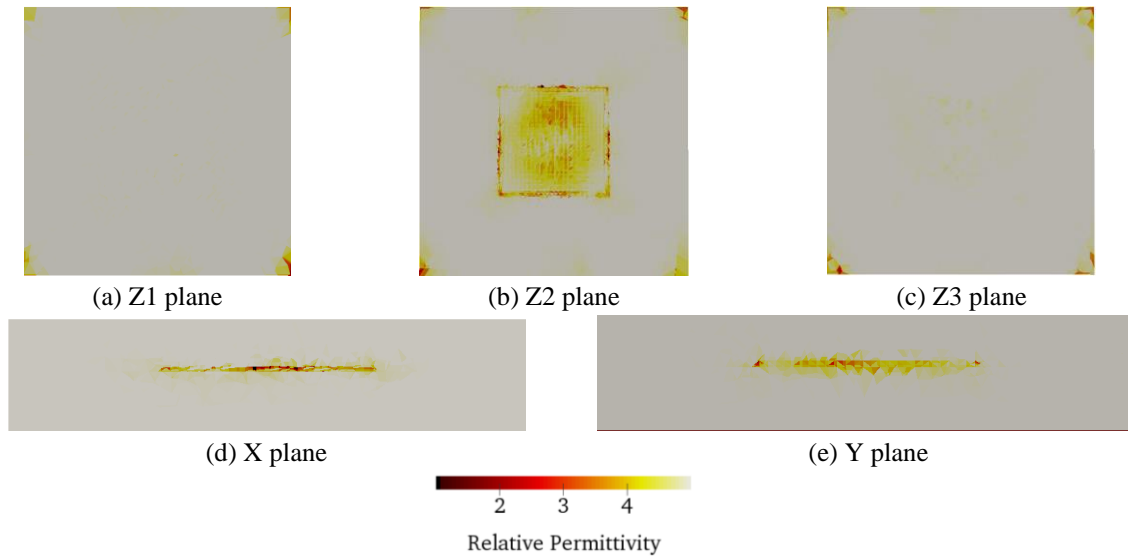 (a) Z1 plane
(b) Z2 plane
(c) Z3 plane
(d) X plane
(e) Y plane
2 3 4
Relative Permittivity